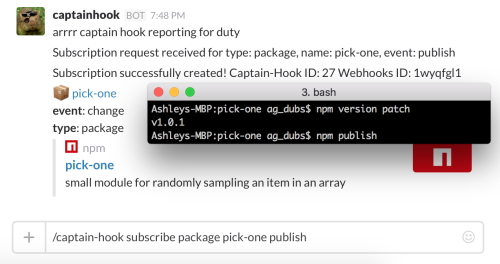 captainhook BOT 7:48 PM
arrrr captain hook reporting for duty
Subscription request received for type: package, name: pick-one, event: publish
Subscription successfully created! Captain-Hook ID: 27 Webhooks ID: 1wyqfgl1
pick-one
event: change
type: package
npm
pick-one
small module for randomly sampling an item in an array
3. bash
Ashleys-MBP:pick-one ag_dubs$ npm version patch
v1.0.1
Ashleys-MBP:pick-one ag_dubs$ npm publish
/captain-hook subscribe package pick-one publish